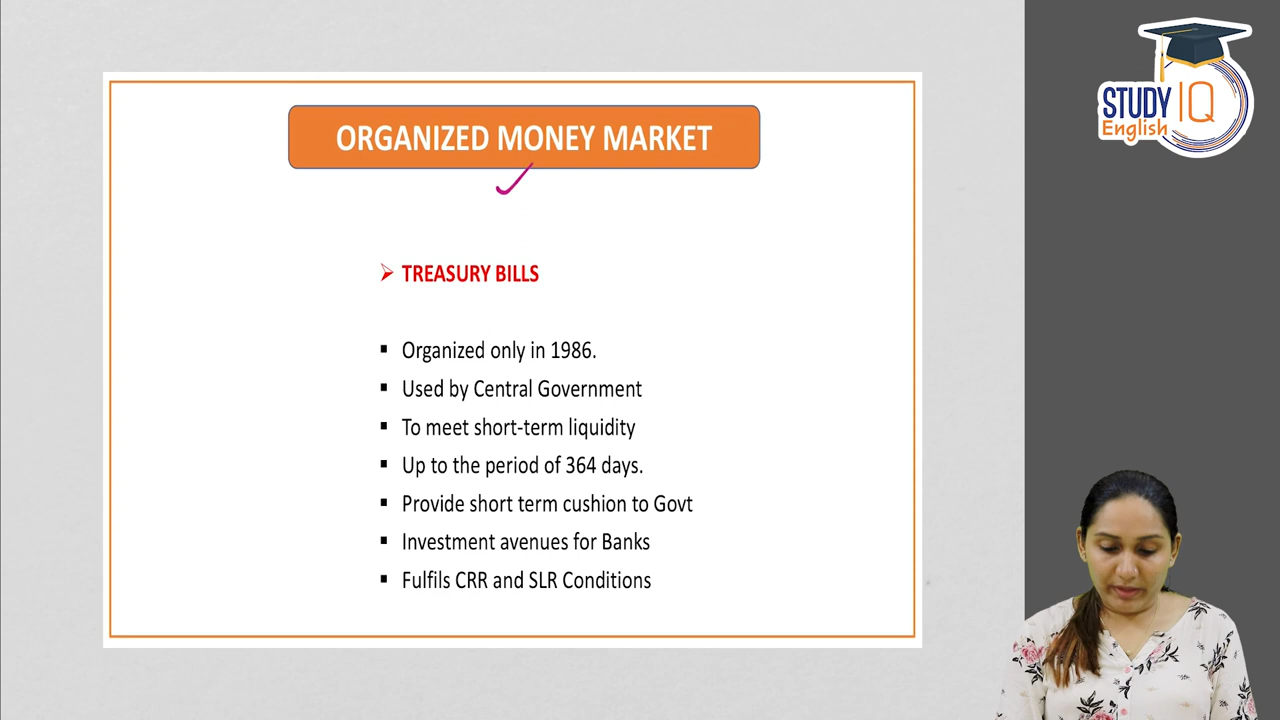 STUDY IQ
English
ORGANIZED MONEY MARKET
➢ TREASURY BILLS
▪ Organized only in 1986.
▪ Used by Central Government
▪ To meet short-term liquidity
▪ Up to the period of 364 days.
▪ Provide short term cushion to Govt
▪ Investment avenues for Banks
▪ Fulfils CRR and SLR Conditions